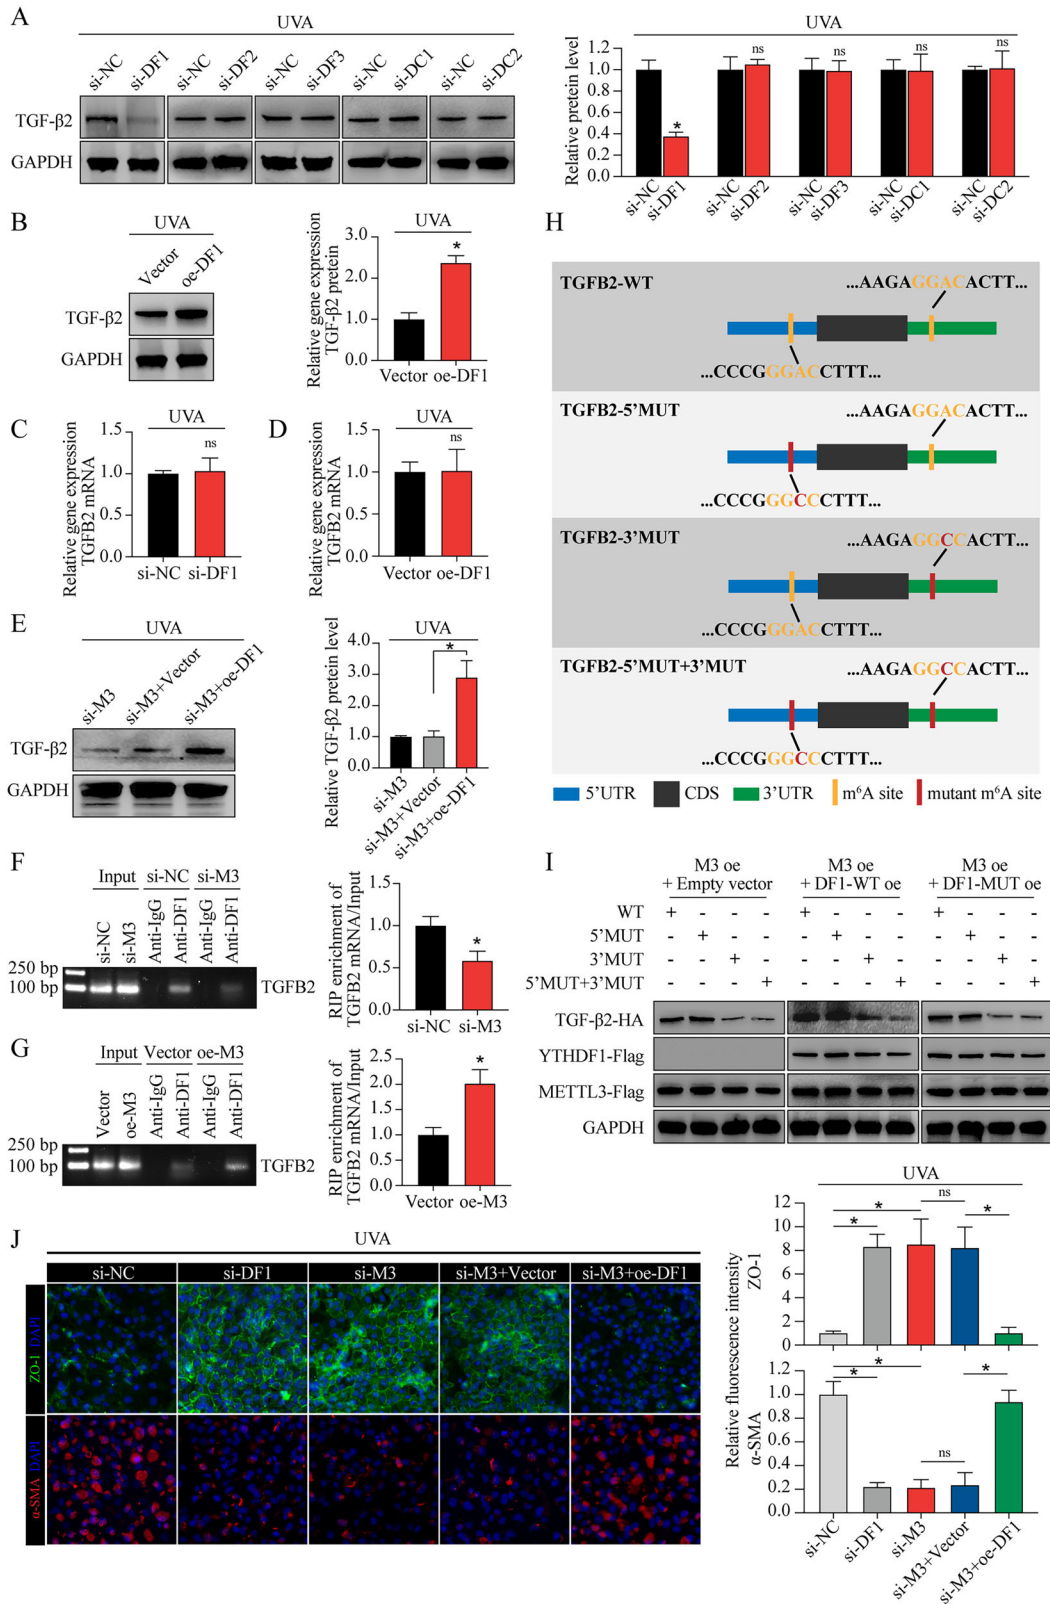 A
UVA
si-NC si-DF1 si-NC si-DF2 si-NC si-DF3 si-NC si-DC1 si-NC si-DC2
TGF-β2
GAPDH
UVA
Relative pretein level
1.2
1.0
0.8
0.6
0.4
0.2
0.0
* ns ns ns ns
si-NC si-DF1 si-NC si-DF2 si-NC si-DF3 si-NC si-DC1 si-NC si-DC2
B
UVA
Vector oe-DF1
TGF-β2
GAPDH
UVA
Relative gene expression
TGF-β2 pretein
3.0
2.0
1.0
0.0
*
Vector oe-DF1
C
UVA
Relative gene expression
TGFB2 mRNA
1.5
1.0
0.5
0.0
ns
si-NC si-DF1
D
UVA
Relative gene expression
TGFB2 mRNA
1.5
1.0
0.5
0.0
ns
Vector oe-DF1
E
UVA
si-M3 si-M3+Vector si-M3+oe-DF1
TGF-β2
GAPDH
UVA
Relative TGF-β2 pretein level
4.0
3.0
2.0
1.0
0.0
*
si-M3 si-M3+Vector si-M3+oe-DF1
F
Input si-NC si-M3
si-NC si-M3 Anti-IgG Anti-DF1 Anti-IgG Anti-DF1
250 bp
100 bp
TGFB2
RIP enrichment of
TGFB2 mRNA/Input
1.5
1.0
0.5
0.0
*
si-NC si-M3
G
Input Vector oe-M3
Vector oe-M3 Anti-IgG Anti-DF1 Anti-IgG Anti-DF1
250 bp
100 bp
TGFB2
RIP enrichment of
TGFB2 mRNA/Input
2.5
2.0
1.5
1.0
0.5
0.0
*
Vector oe-M3
H
TGFB2-WT
...AAGAGGACACTT...
...CCCGGGACCTTT...
TGFB2-5’MUT
...AAGAGGACACTT...
...CCCGGGCCCTTT...
TGFB2-3’MUT
...AAGAGGCCACTT...
...CCCGGGACCTTT...
TGFB2-5’MUT+3’MUT
...AAGAGGCCACTT...
...CCCGGGCCCTTT...
5’UTR CDS 3’UTR m⁶A site mutant m⁶A site
I
M3 oe
+ Empty vector
M3 oe
+ DF1-WT oe
M3 oe
+ DF1-MUT oe
WT + - - - + - - - + - - -
5’MUT - + - - - + - - - + - -
3’MUT - - + - - - + - - - + -
5’MUT+3’MUT - - - + - - - + - - - +
TGF-β2-HA
YTHDF1-Flag
METTL3-Flag
GAPDH
J
UVA
si-NC si-DF1 si-M3 si-M3+Vector si-M3+oe-DF1
ZO-1 DAPI
α-SMA DAPI
UVA
Relative fluorescence intensity
ZO-1
12
10
8
6
4
2
0
* * ns *
α-SMA
1.2
1.0
0.8
0.6
0.4
0.2
0.0
* * ns *
si-NC si-DF1 si-M3 si-M3+Vector si-M3+oe-DF1